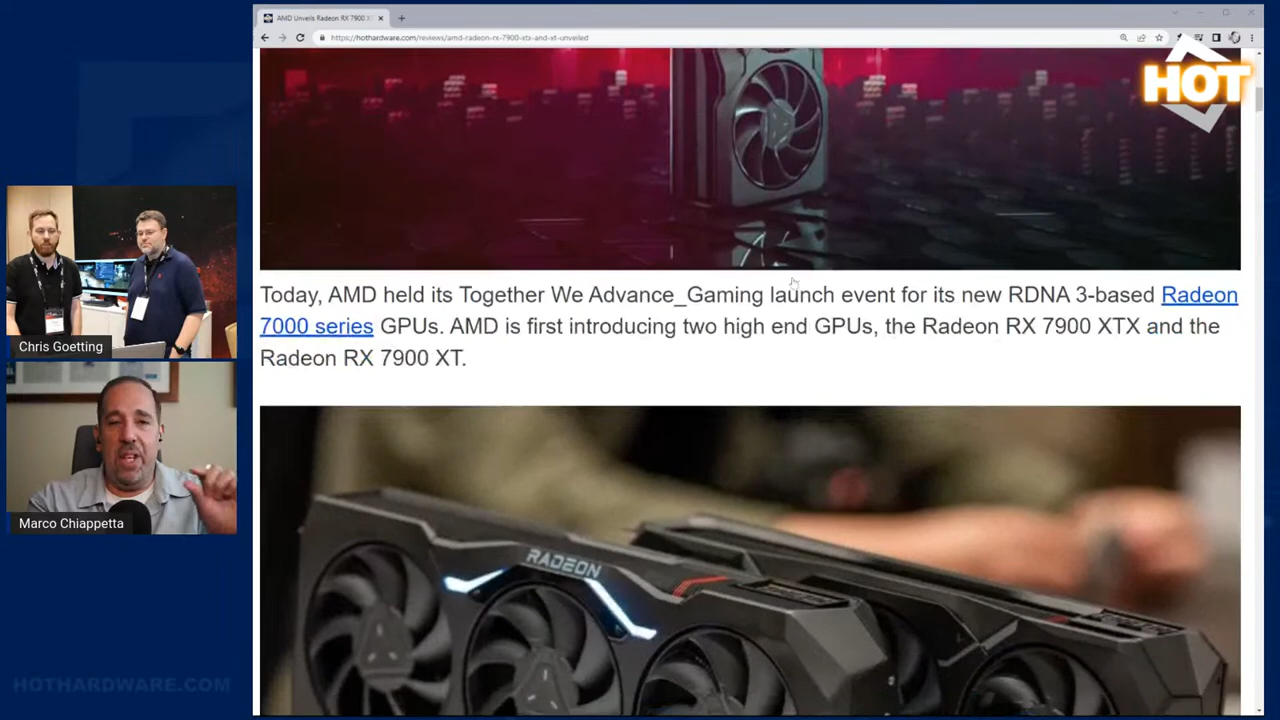 AMD Unveils Radeon RX 7900 X
https://hothardware.com/reviews/amd-radeon-rx-7900-xtx-and-xt-unveiled
HOT
Today, AMD held its Together We Advance_Gaming launch event for its new RDNA 3-based Radeon
7000 series GPUs. AMD is first introducing two high end GPUs, the Radeon RX 7900 XTX and the
Radeon RX 7900 XT.
RADEON
Chris Goetting
Marco Chiappetta
HOTHARDWARE.COM